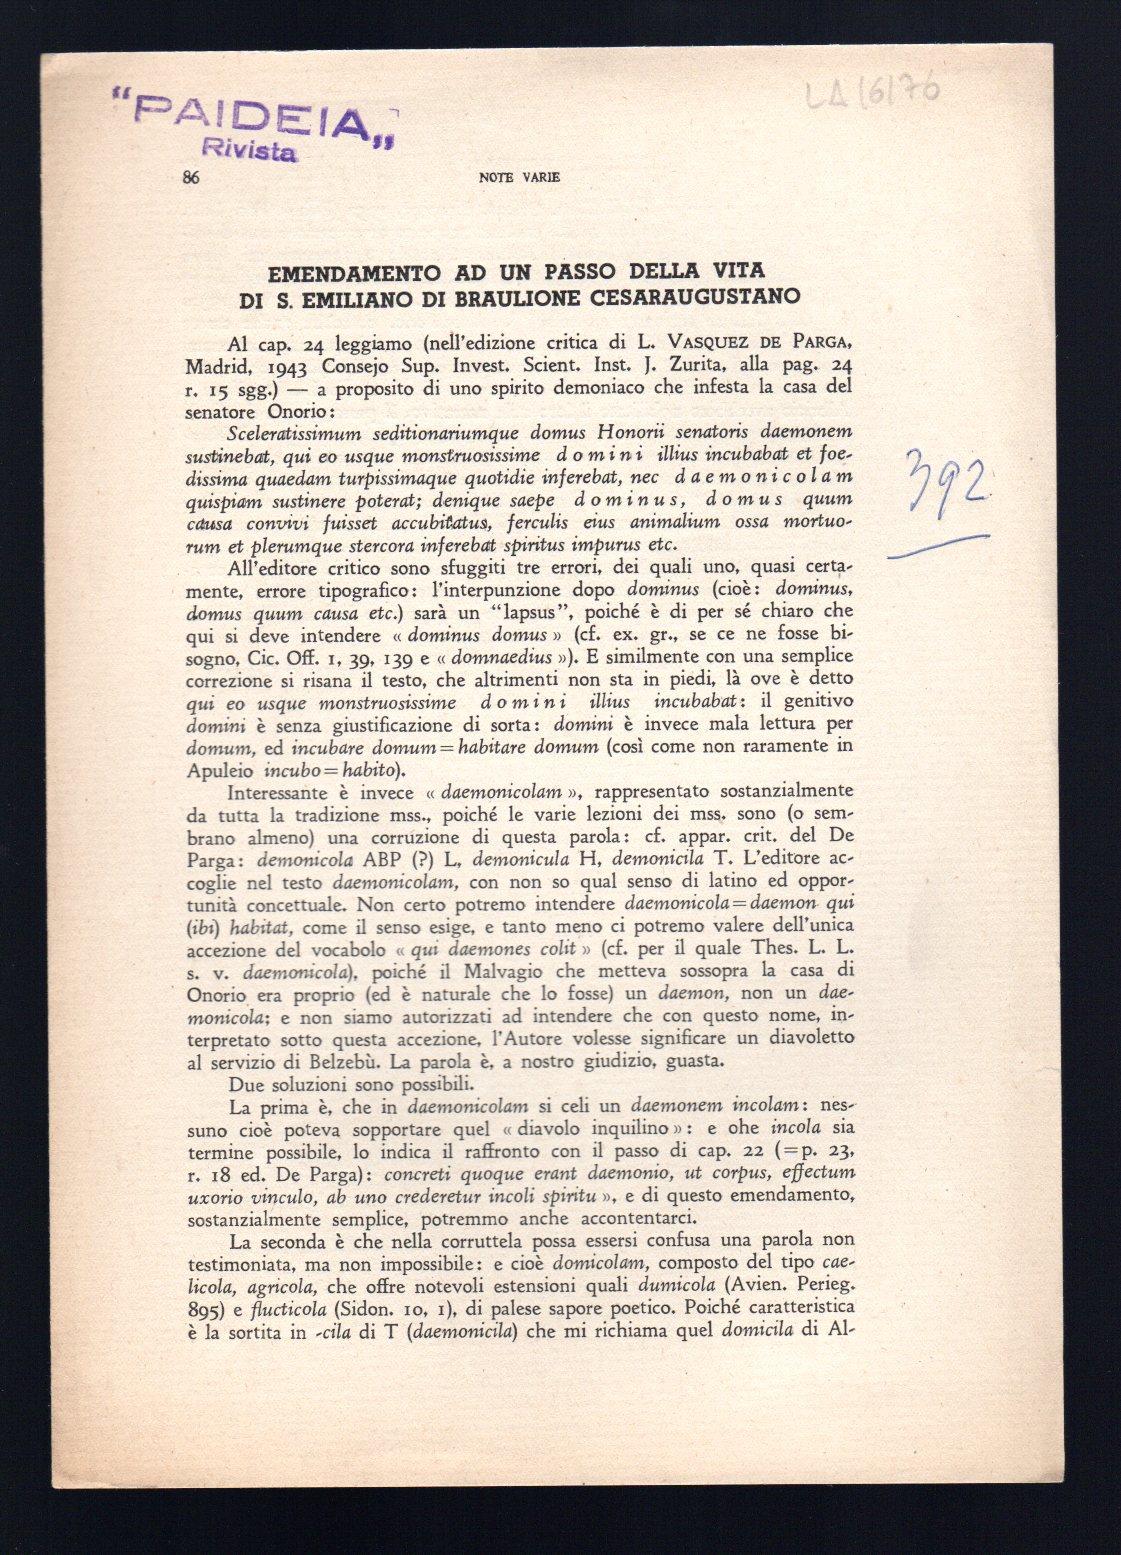 LA/6/76
"PAIDEIA„
Rivista
86
NOTE VARIE
EMENDAMENTO AD UN PASSO DELLA VITA
DI S. EMILIANO DI BRAULIONE CESARAUGUSTANO
Al cap. 24 leggiamo (nell'edizione critica di L. VASQUEZ DE PARGA,
Madrid, 1943 Consejo Sup. Invest. Scient. Inst. J. Zurita, alla pag. 24
r. 15 sgg.) — a proposito di uno spirito demoniaco che infesta la casa del
senatore Onorio:
Sceleratissimum seditionariumque domus Honorii senatoris daemonem
sustinebat, qui eo usque monstruosissime domini illius incubabat et foe-
dissima quaedam turpissimaque quotidie inferebat, nec daemonicolam
quispiam sustinere poterat; denique saepe dominus, domus quum
causa convivi fuisset accubitatus, ferculis eius animalium ossa mortuo-
rum et plerumque stercora inferebat spiritus impurus etc.
392
All'editore critico sono sfuggiti tre errori, dei quali uno, quasi certa-
mente, errore tipografico: l'interpunzione dopo dominus (cioè: dominus,
domus quum causa etc.) sarà un "lapsus", poiché è di per sé chiaro che
qui si deve intendere « dominus domus » (cf. ex. gr., se ce ne fosse bi-
sogno, Cic. Off. 1, 39, 139 e « domnaedius »). E similmente con una semplice
correzione si risana il testo, che altrimenti non sta in piedi, là ove è detto
qui eo usque monstruosissime domini illius incubabat: il genitivo
domini è senza giustificazione di sorta: domini è invece mala lettura per
domum, ed incubare domum = habitare domum (così come non raramente in
Apuleio incubo = habito).
Interessante è invece « daemonicolam », rappresentato sostanzialmente
da tutta la tradizione mss., poiché le varie lezioni dei mss. sono (o sem-
brano almeno) una corruzione di questa parola: cf. appar. crit. del De
Parga: demonicola ABP (?) L, demonicula H, demonicila T. L'editore ac-
coglie nel testo daemonicolam, con non so qual senso di latino ed oppor-
tunità concettuale. Non certo potremo intendere daemonicola = daemon qui
(ibi) habitat, come il senso esige, e tanto meno ci potremo valere dell'unica
accezione del vocabolo « qui daemones colit » (cf. per il quale Thes. L. L.
s. v. daemonicola), poiché il Malvagio che metteva sossopra la casa di
Onorio era proprio (ed è naturale che lo fosse) un daemon, non un dae-
monicola; e non siamo autorizzati ad intendere che con questo nome, in-
terpretato sotto questa accezione, l'Autore volesse significare un diavoletto
al servizio di Belzebù. La parola è, a nostro giudizio, guasta.
Due soluzioni sono possibili.
La prima è, che in daemonicolam si celi un daemonem incolam: nes-
suno cioè poteva sopportare quel « diavolo inquilino »: e ohe incola sia
termine possibile, lo indica il raffronto con il passo di cap. 22 (=p. 23,
r. 18 ed. De Parga): concreti quoque erant daemonio, ut corpus, effectum
uxorio vinculo, ab uno crederetur incoli spiritu », e di questo emendamento,
sostanzialmente semplice, potremmo anche accontentarci.
La seconda è che nella corruttela possa essersi confusa una parola non
testimoniata, ma non impossibile: e cioè domicolam, composto del tipo cae-
licola, agricola, che offre notevoli estensioni quali dumicola (Avien. Perieg.
895) e flucticola (Sidon. 10, 1), di palese sapore poetico. Poiché caratteristica
è la sortita in -cila di T (daemonicila) che mi richiama quel domicila di Al-